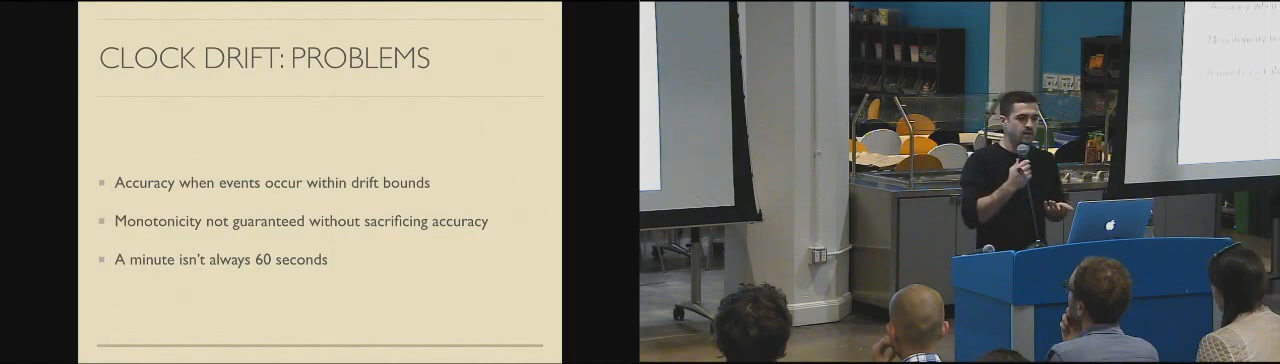 CLOCK DRIFT: PROBLEMS
Accuracy when events occur within drift bounds
Monotonicity not guaranteed without sacrificing accuracy
A minute isn't always 60 seconds